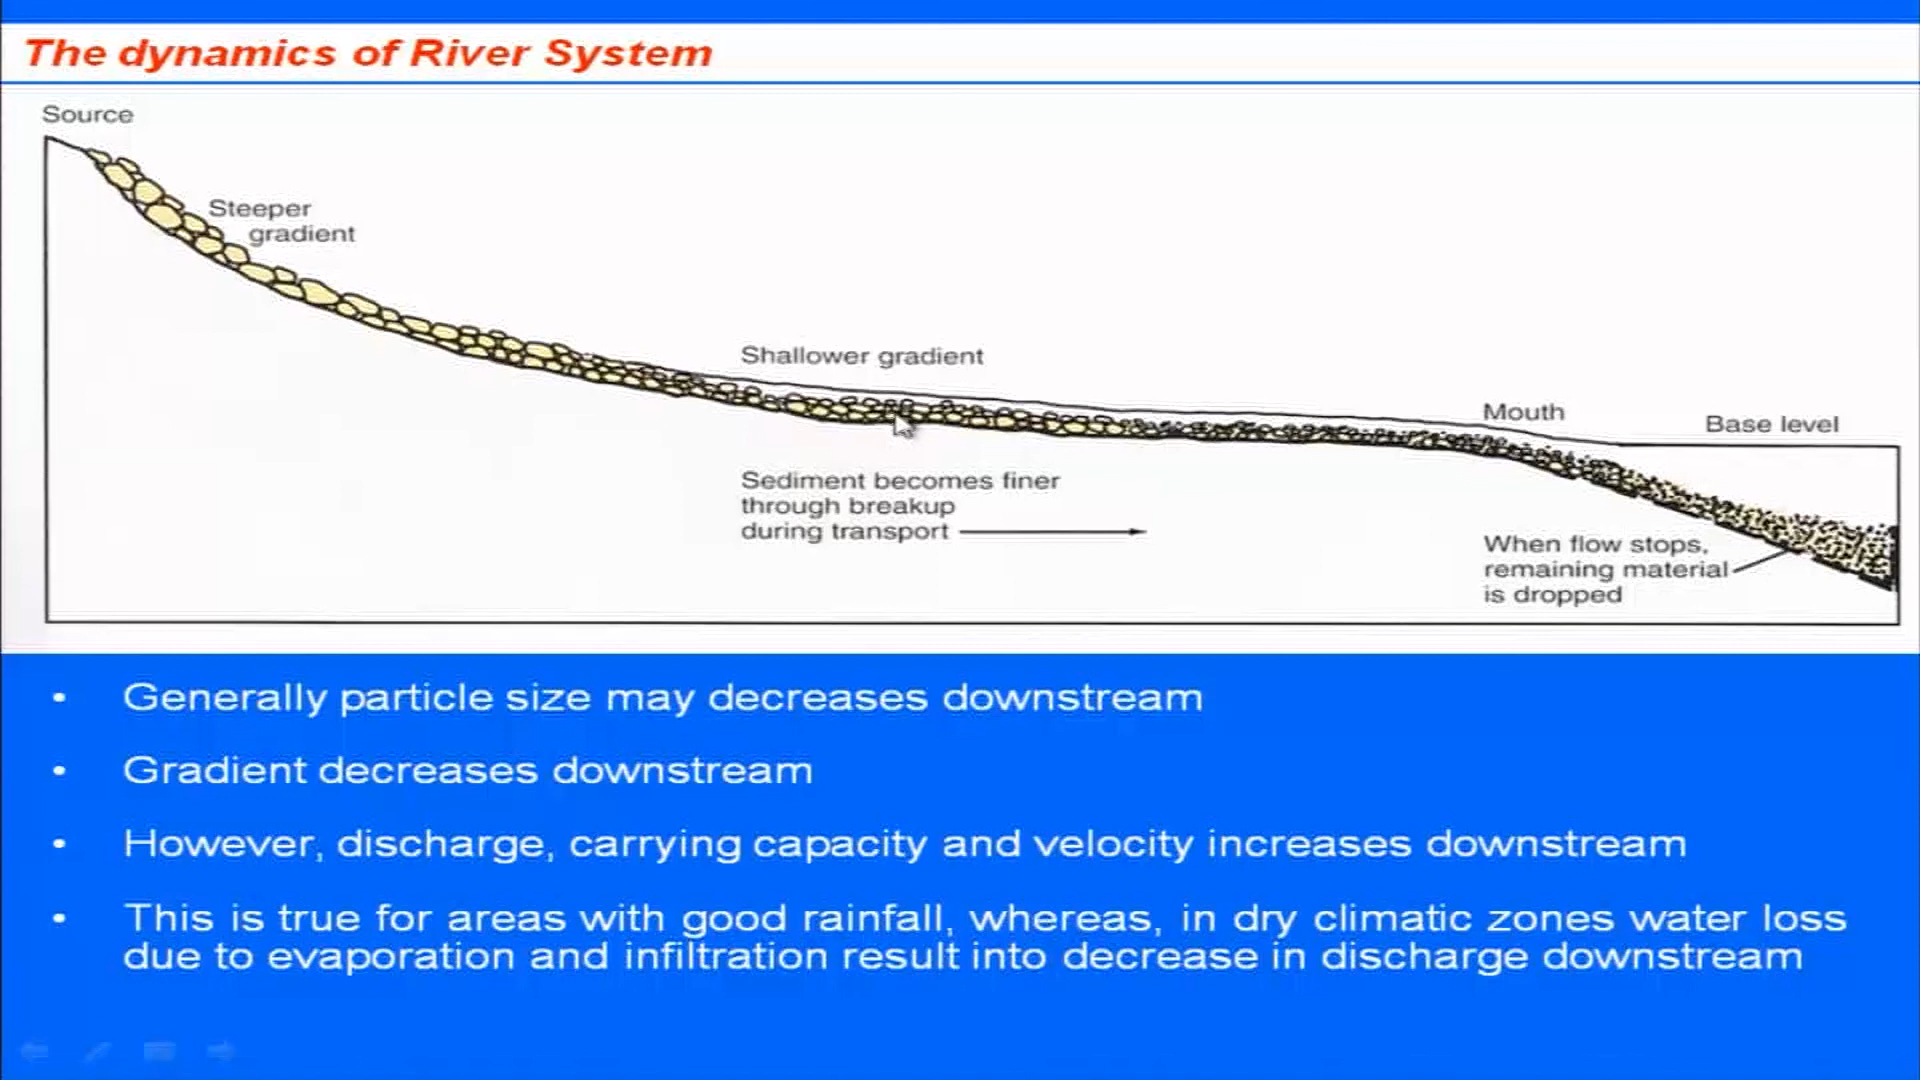 The dynamics of River System
Source
Steeper
gradient
Shallower gradient
Mouth
Base level
Sediment becomes finer
through breakup
during transport
When flow stops,
remaining material
is dropped
• Generally particle size may decreases downstream
• Gradient decreases downstream
• However, discharge, carrying capacity and velocity increases downstream
• This is true for areas with good rainfall, whereas, in dry climatic zones water loss
due to evaporation and infiltration result into decrease in discharge downstream